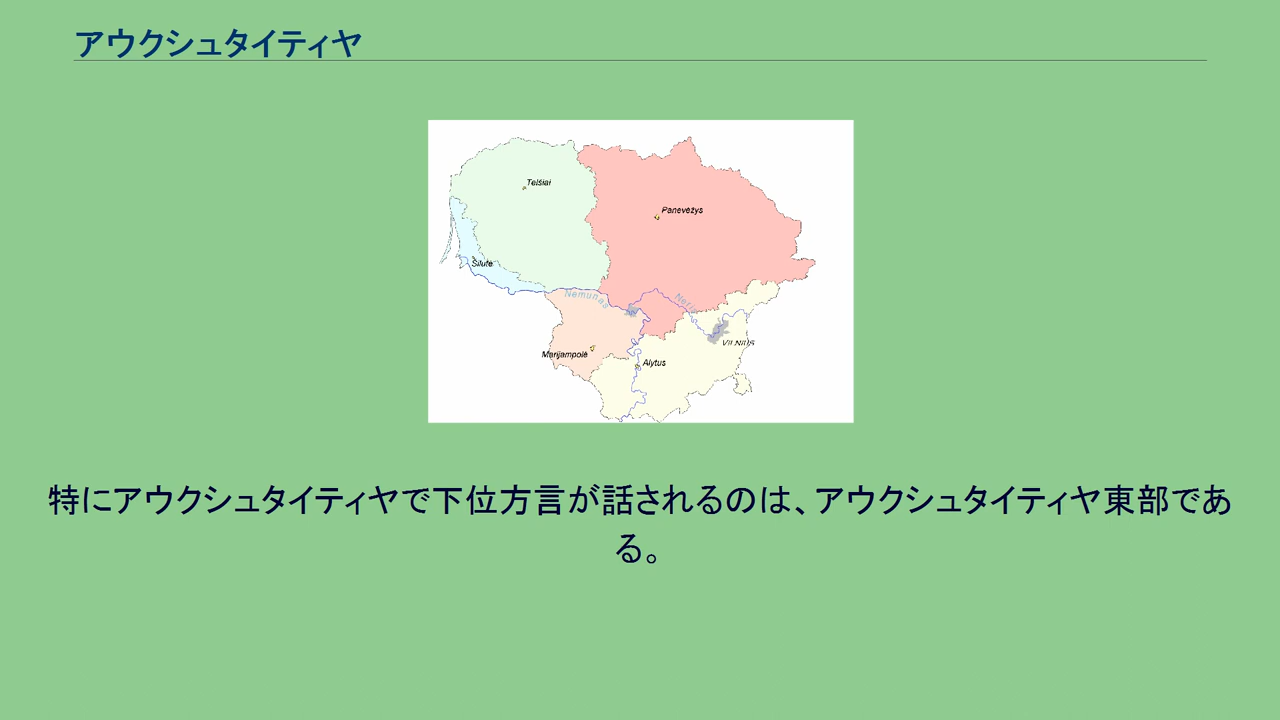 アウクシュタイティヤ
Telšiai
Panevėžys
Šilutė
Nemunas
Neris
Marijampolė
Alytus
VILNIUS
特にアウクシュタイティヤで下位方言が話されるのは、アウクシュタイティヤ東部であ
る。